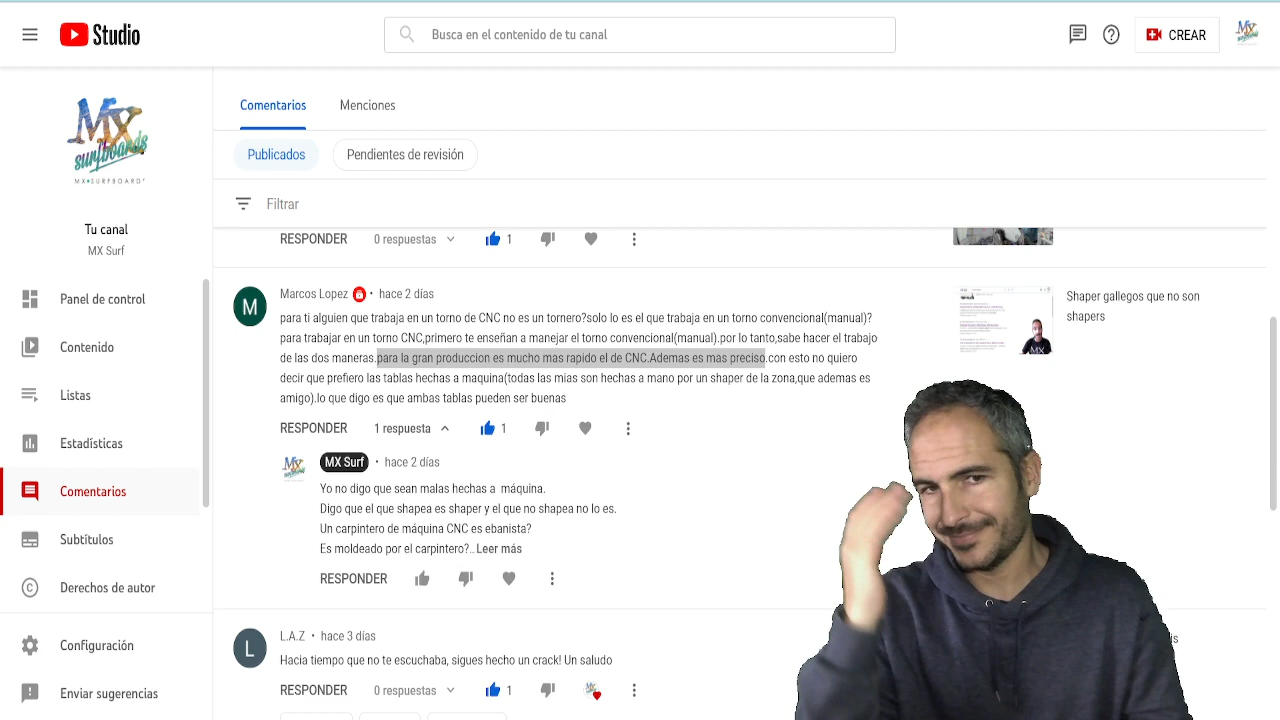 Studio
Busca en el contenido de tu canal
CREAR
MX
surfboards
MX SURFBOARD
Tu canal
MX Surf
Panel de control
Contenido
Listas
Estadísticas
Comentarios
Subtítulos
Derechos de autor
Configuración
Enviar sugerencias
Comentarios
Menciones
Publicados
Pendientes de revisión
Filtrar
RESPONDER
0 respuestas
1
M
Marcos Lopez • hace 2 días
si alguien que trabaja en un torno de CNC no es un tornero?solo lo es el que trabaja en un torno convencional(manual)?
para trabajar en un torno CNC,primero te enseñan a usar el torno convencional(manual).por lo tanto,sabe hacer el trabajo
para la gran produccion es mucho mas rapido el de CNC.Ademas es mas preciso.con esto no quiero
decir que prefiero las tablas hechas a maquina(todas las mias son hechas a mano por un shaper de la zona,que ademas es
amigo).lo que digo es que ambas tablas pueden ser buenas
RESPONDER
1 respuesta
1
MX Surf • hace 2 días
Yo no digo que sean malas hechas a máquina.
Digo que el que shapea es shaper y el que no shapea no lo es.
Un carpintero de máquina CNC es ebanista?
Es moldeado por el carpintero?... Leer más
RESPONDER
Shaper gallegos que no son
shapers
L
L.A.Z • hace 3 días
Hacia tiempo que no te escuchaba, sigues hecho un crack! Un saludo
RESPONDER
0 respuestas
1